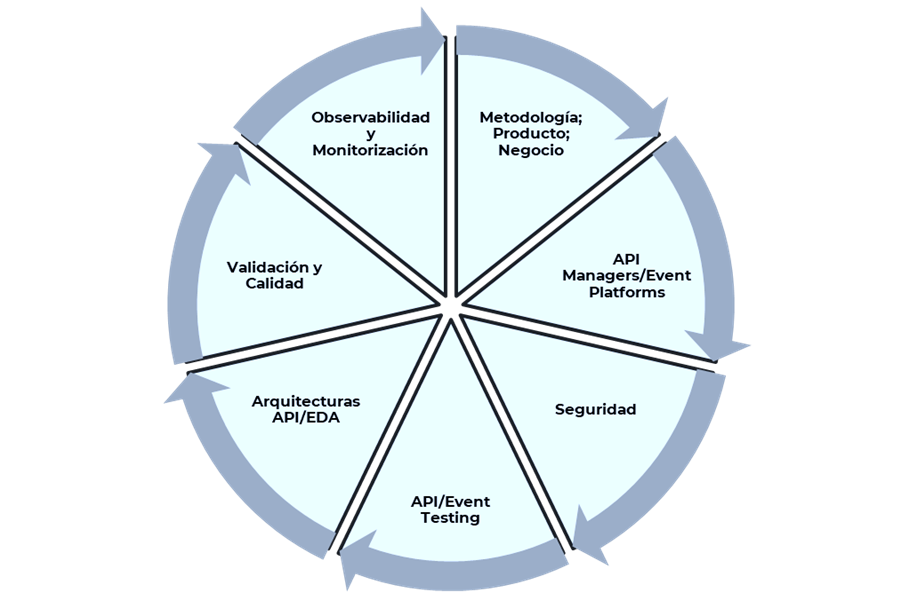 Observabilidad
y
Monitorización
Metodología;
Producto;
Negocio
API
Managers/Event
Platforms
Seguridad
API/Event
Testing
Arquitecturas
API/EDA
Validación y
Calidad